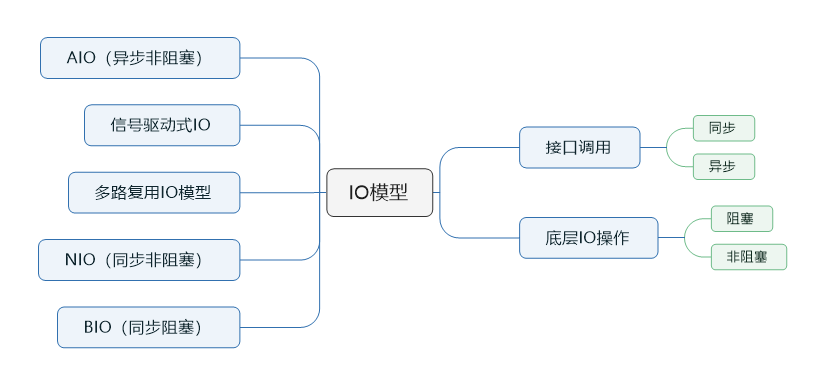 AIO（异步非阻塞）
信号驱动式IO
多路复用IO模型
NIO（同步非阻塞）
BIO（同步阻塞）
IO模型
接口调用
同步
异步
底层IO操作
阻塞
非阻塞